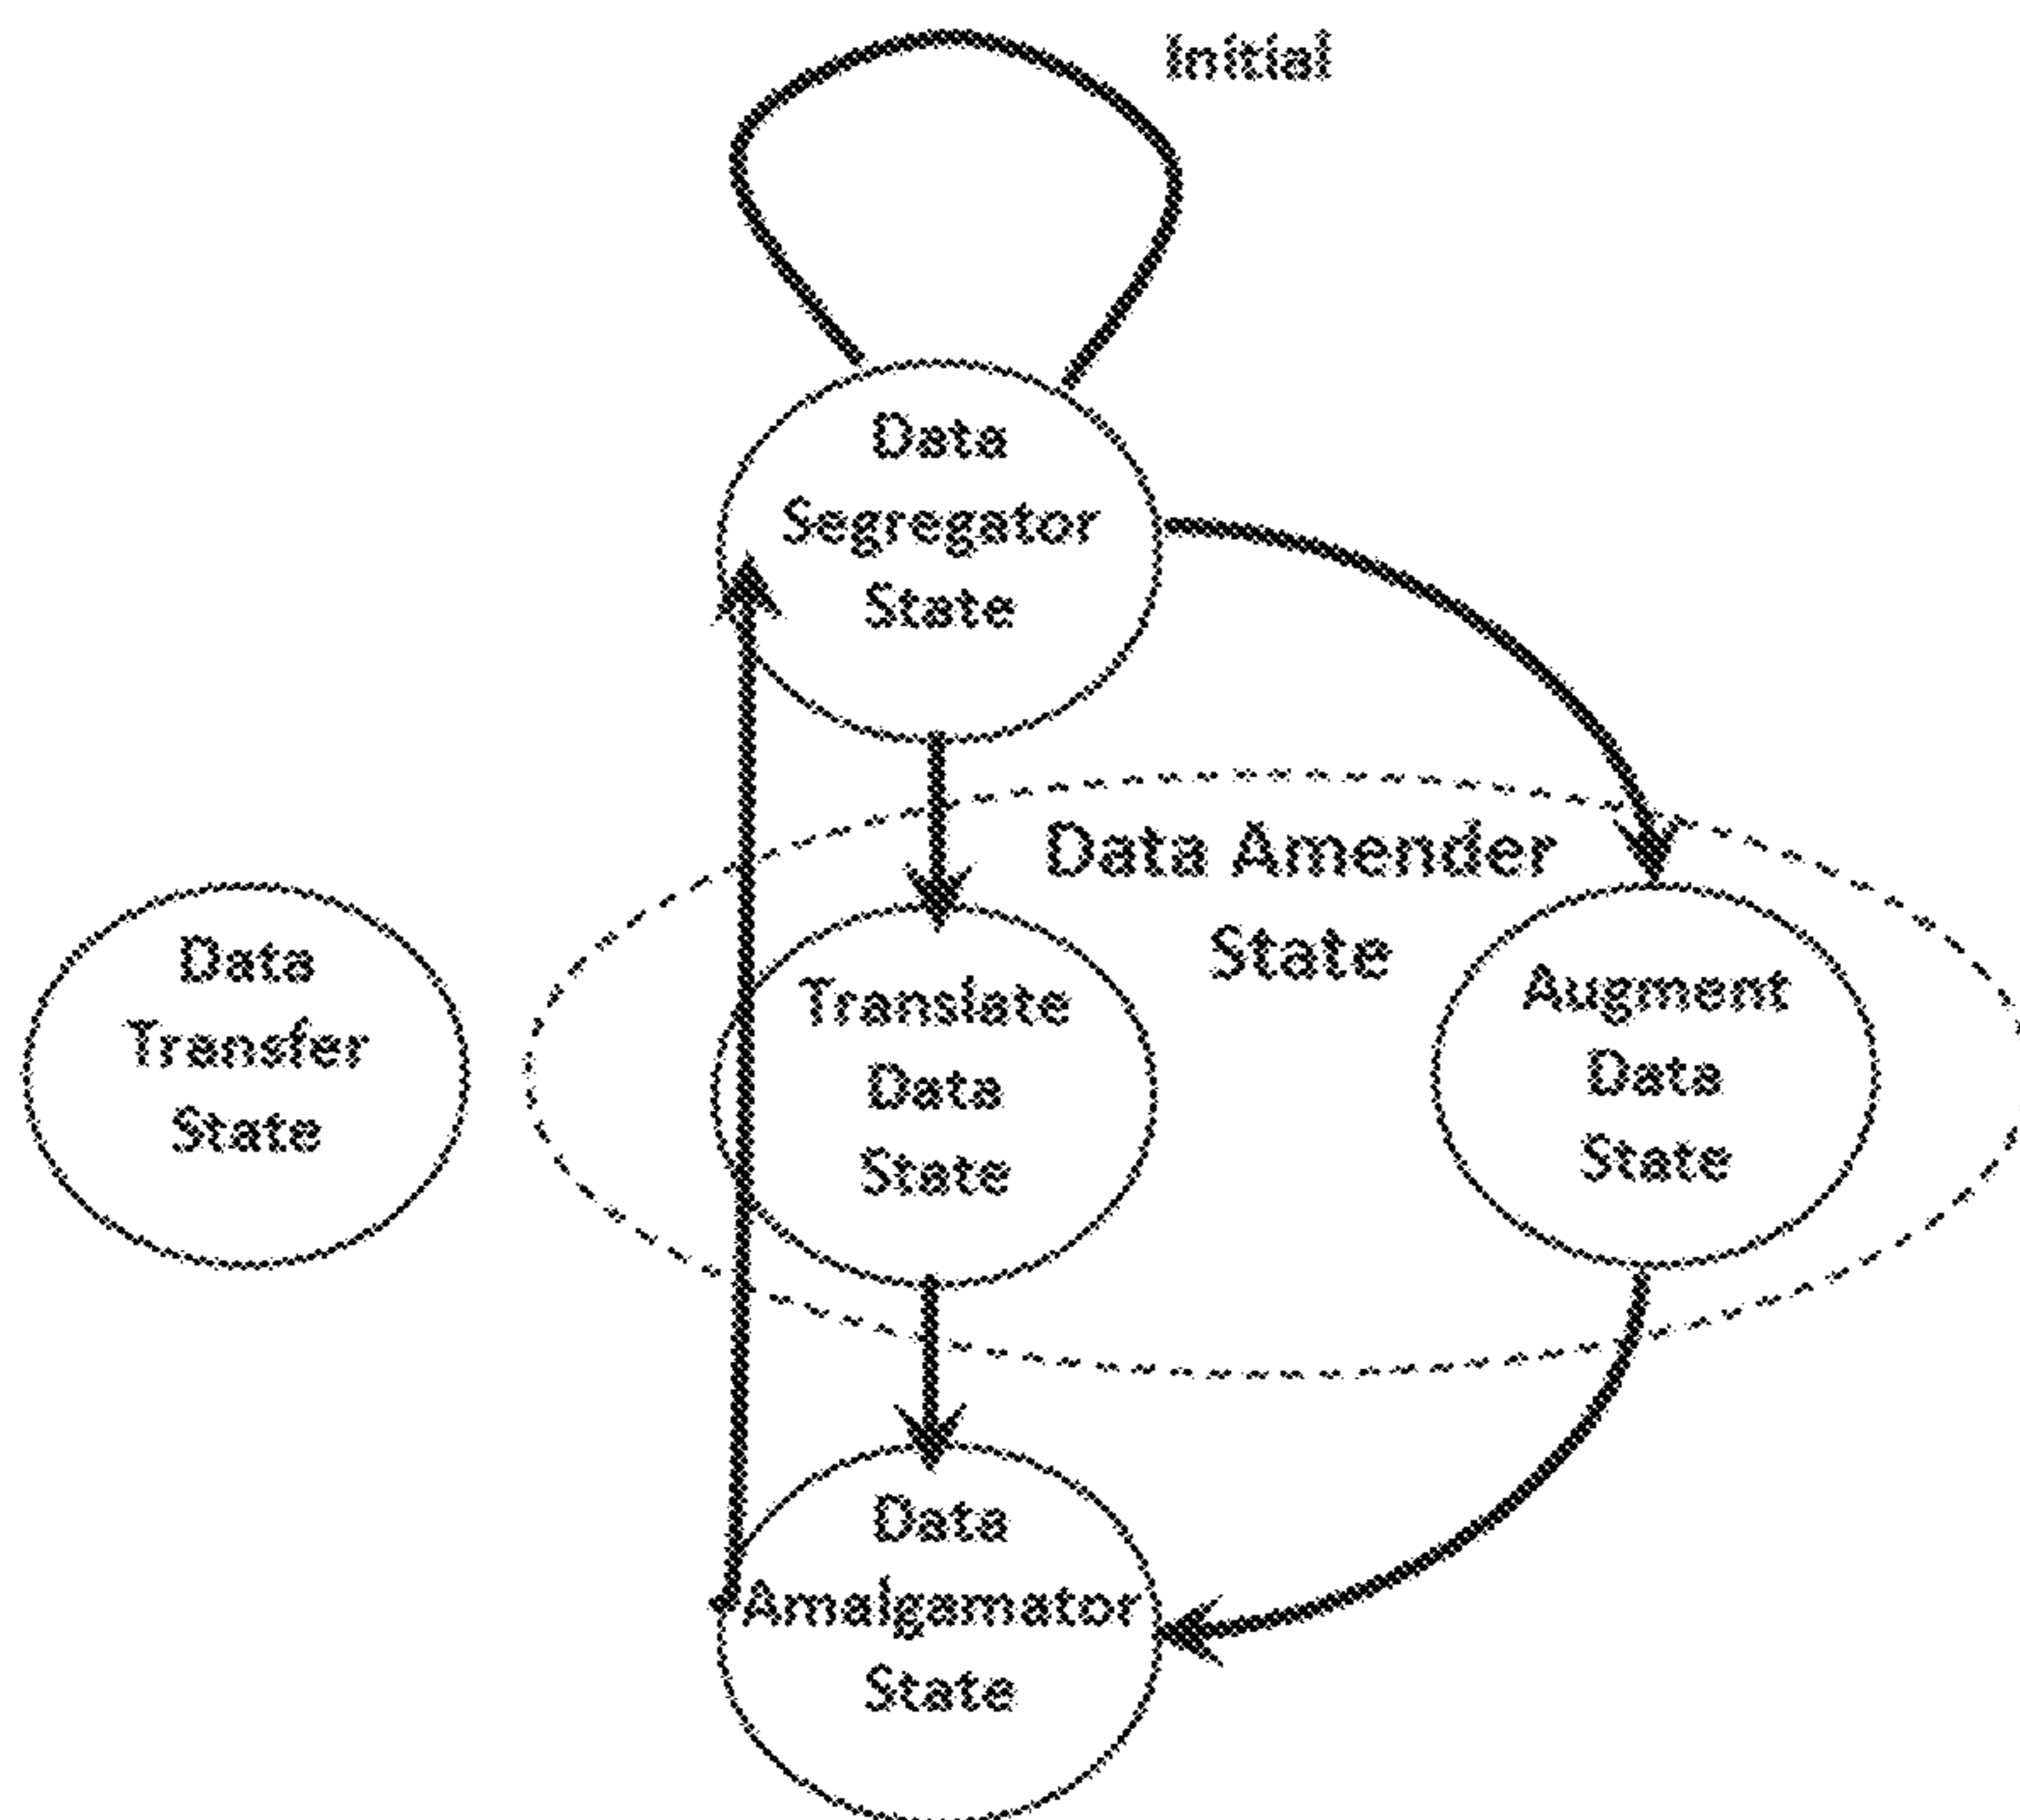 Initial
Data
Segregator
State
Data Amender
State
Data
Transfer
State
Translate
Data
State
Augment
Data
State
Data
Amalgamator
State